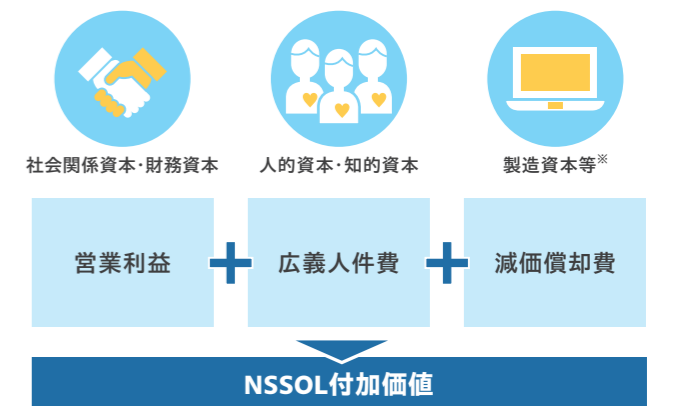 社会関係資本･財務資本
人的資本･知的資本
製造資本等※
営業利益
+
広義人件費
+
減価償却費
NSSOL付加価値